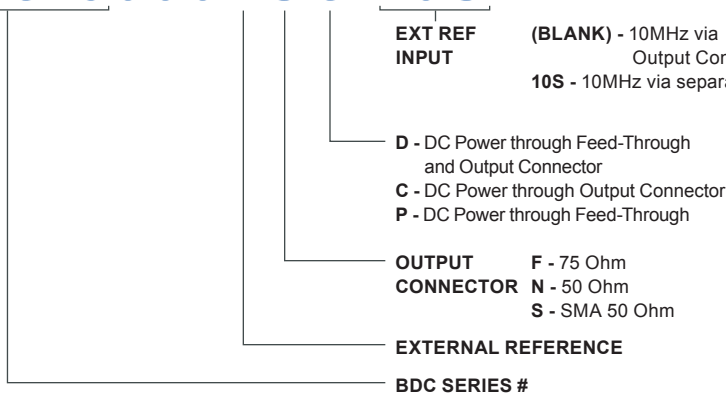 EXT REF (BLANK) - 10MHz via
INPUT Output
10S - 10MHz via
D - DC Power through Feed-Through
and Output Connector
C - DC Power through Output Connector
P - DC Power through Feed-Through
OUTPUT F - 75 Ohm
CONNECTOR N - 50 Ohm
S - SMA 50 Ohm
EXTERNAL REFERENCE
BDC SERIES #